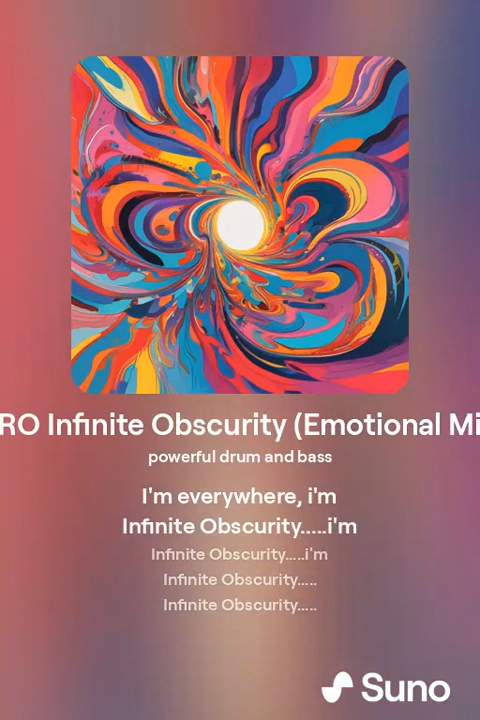 RO Infinite Obscurity (Emotional Mi
powerful drum and bass
I'm everywhere, i'm
Infinite Obscurity.....i'm
Infinite Obscurity.....i'm
Infinite Obscurity.....
Infinite Obscurity.....
Suno